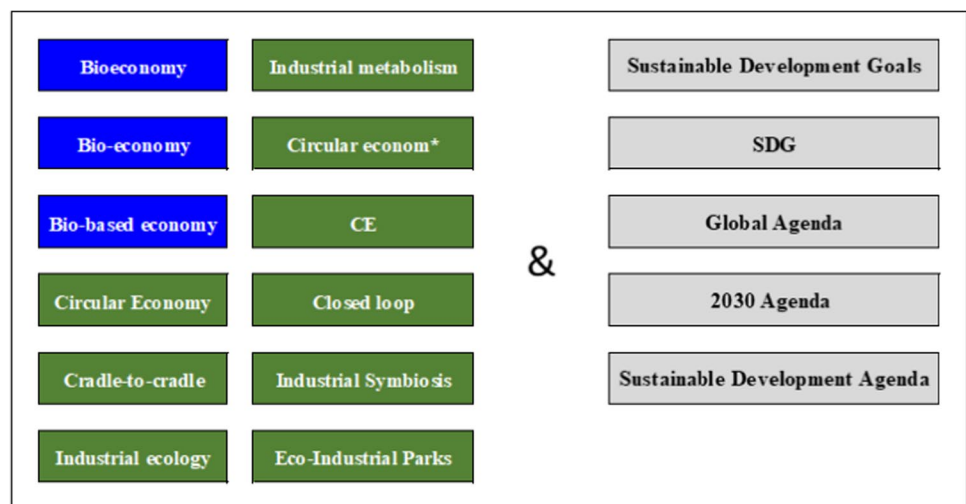 Bioeconomy
Industrial metabolism
Sustainable Development Goals
Bio-economy
Circular econom*
SDG
Bio-based economy
CE
Global Agenda
&
Circular Economy
Closed loop
2030 Agenda
Cradle-to-cradle
Industrial Symbiosis
Sustainable Development Agenda
Industrial ecology
Eco-Industrial Parks